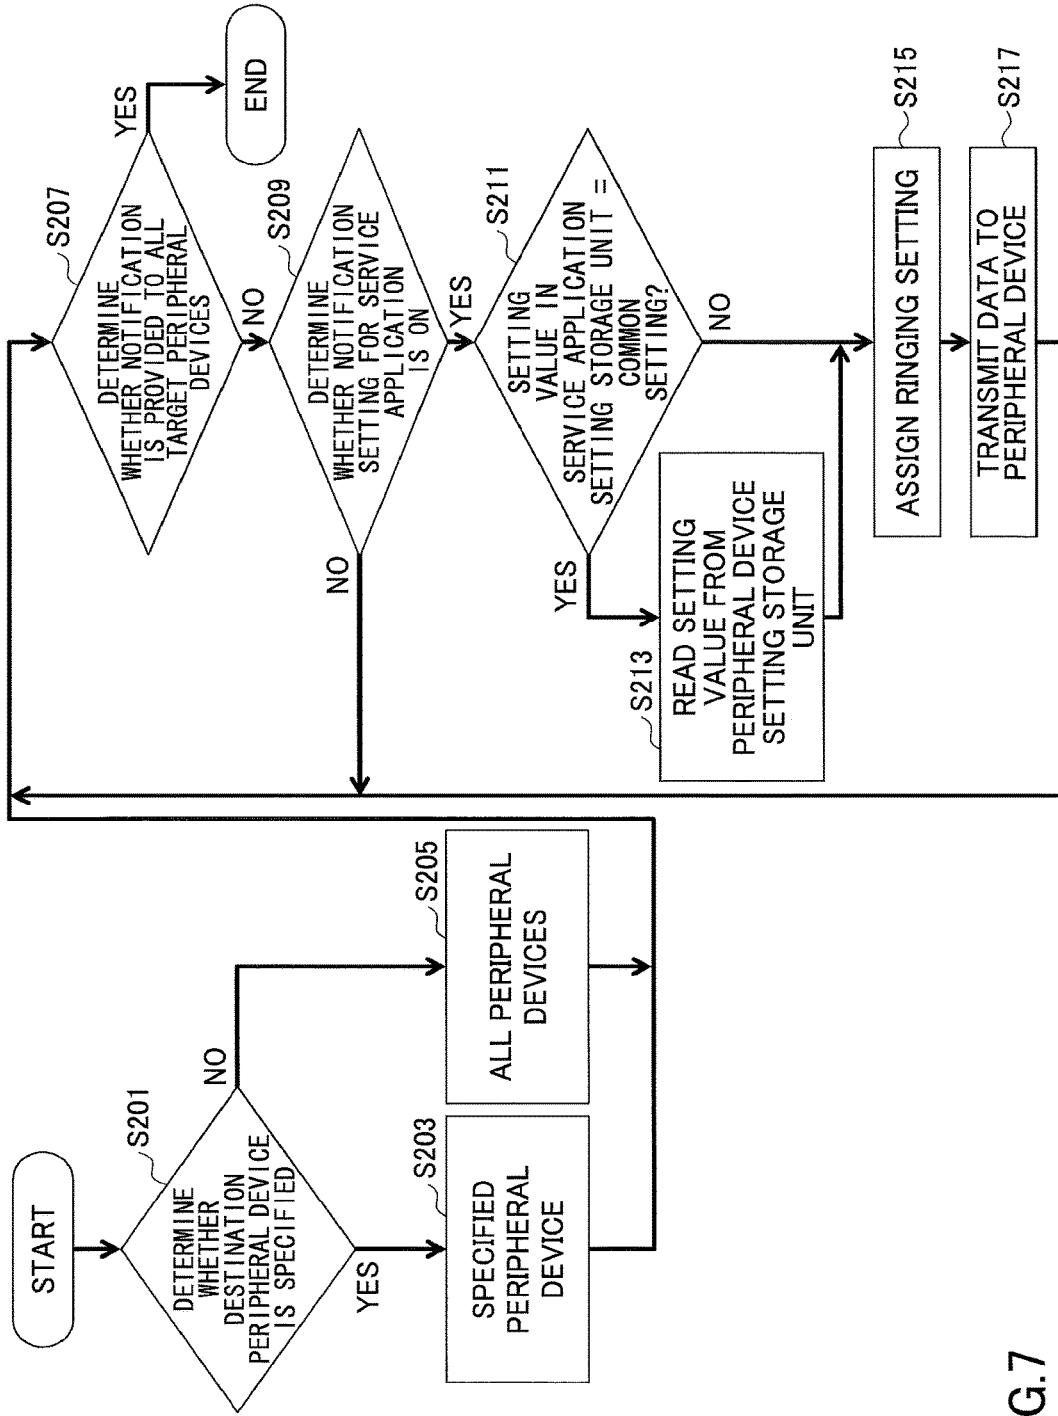 START
S201
DETERMINE
WHETHER
DESTINATION
PERIPHERAL DEVICE
IS SPECIFIED
NO
YES
S203
SPECIFIED
PERIPHERAL
DEVICE
S205
ALL PERIPHERAL
DEVICES
S207
DETERMINE
WHETHER NOTIFICATION
IS PROVIDED TO ALL
TARGET PERIPHERAL
DEVICES
YES
END
NO
S209
DETERMINE
WHETHER NOTIFICATION
SETTING FOR SERVICE
APPLICATION
IS ON
NO
YES
S211
SETTING
VALUE IN
SERVICE APPLICATION
SETTING STORAGE UNIT =
COMMON
SETTING?
YES
NO
S213
READ SETTING
VALUE FROM
PERIPHERAL DEVICE
SETTING STORAGE
UNIT
S215
ASSIGN RINGING SETTING
S217
TRANSMIT DATA TO
PERIPHERAL DEVICE
G.7